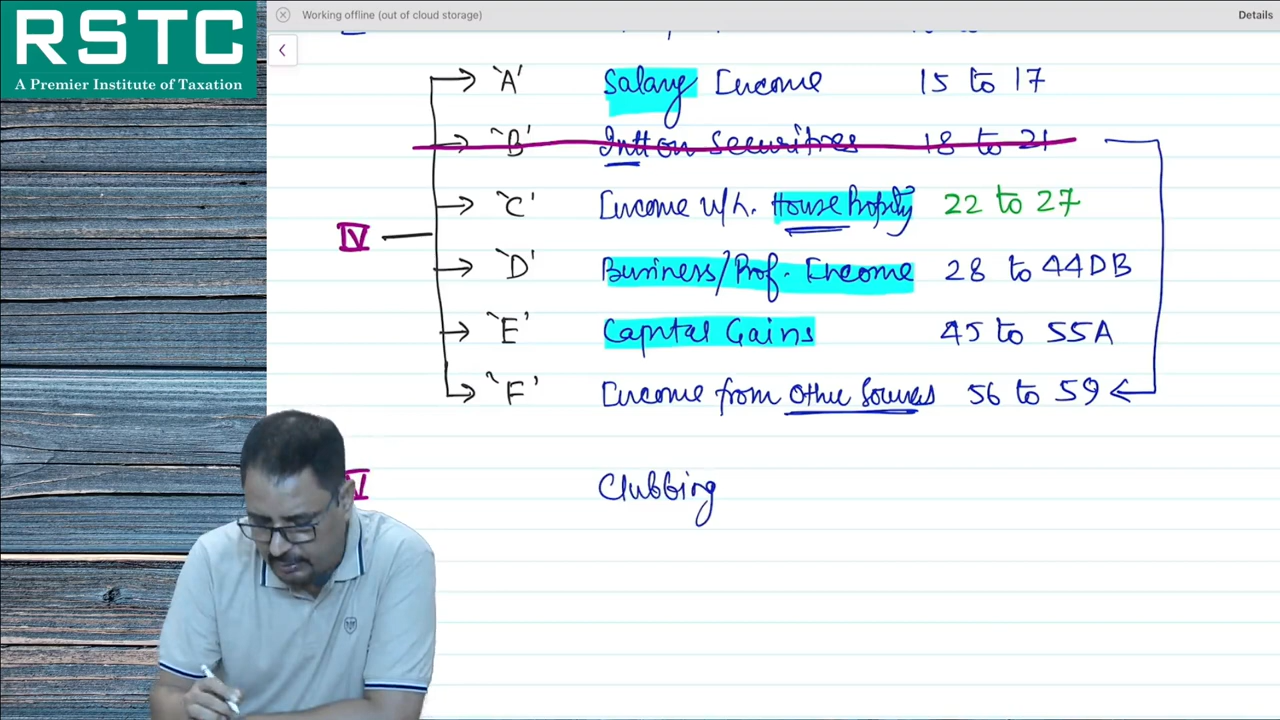 Working offline (out of cloud storage)
Details
RSTC
A Premier Institute of Taxation
`A' Salary Income 15 to 17
`B' Intt on Securities 18 to 21
`C' Income u/h. House Property 22 to 27
IV
`D' Business/Prof. Income 28 to 44DB
`E' Capital Gains 45 to 55A
`F' Income from Other Sources 56 to 59
Clubbing